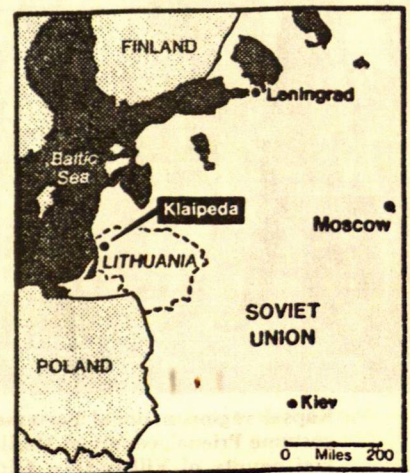 FINLAND
Leningrad
Baltic
Sea
Klaipeda
Moscow
LITHUANIA
SOVIET
UNION
POLAND
Kiev
0 Miles 200